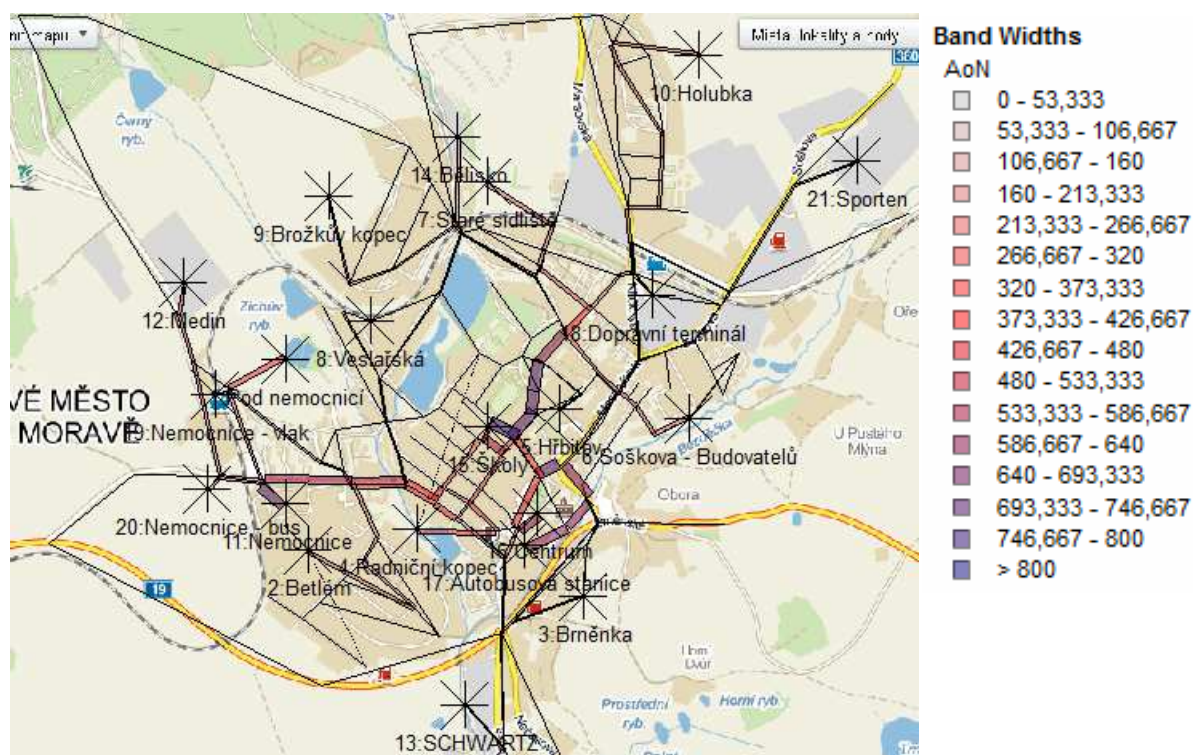 Band Widths
AoN
0 - 53,333
53,333 - 106,667
106,667 - 160
160 - 213,333
213,333 - 266,667
266,667 - 320
320 - 373,333
373,333 - 426,667
426,667 - 480
480 - 533,333
533,333 - 586,667
586,667 - 640
640 - 693,333
693,333 - 746,667
746,667 - 800
> 800
mapu
360
10:Holubka
Černý
ryb.
14:Bělisko
21:Sporten
7:Staré sídliště
9:Brožkův kopec
12:Medin
Zichův
ryb.
18:Dopravní terminál
8:Veslařská
Pod nemocnicí
VÉ MĚSTO
MORAVĚ
19:Nemocnice - vlak
5:Hřbitov
15:Školy
6:Soškova - Budovatelů
U Pustého
Mlýna
Obora
20:Nemocnice - bus
11:Nemocnice
16:Centrum
4:Radniční kopec
17:Autobusová stanice
2:Betlém
19
3:Brněnka
Dvůr
Prostřední
ryb.
Horní ryb.
13:SCHWARTZ